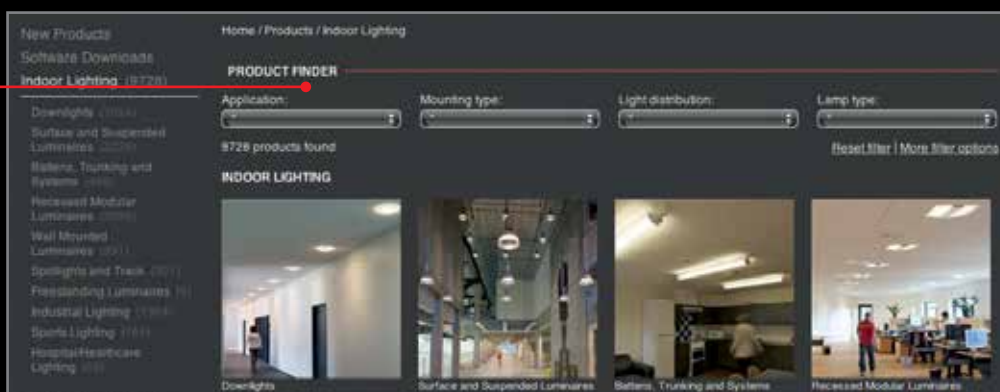 New Products
Software Downloads
Indoor Lighting (9728)
Downlights
Surface and Suspended
Luminaires
Battens, Trunking and
Systems
Recessed Modular
Luminaires
Wall Mounted
Luminaires
Spotlights and Track
Freestanding Luminaires
Industrial Lighting
Sports Lighting
Hospital/Healthcare
Lighting
Home / Products / Indoor Lighting
PRODUCT FINDER
Application:
Mounting type:
Light distribution:
Lamp type:
9728 products found
Reset filter | More filter options
INDOOR LIGHTING
Downlights
Surface and Suspended Luminaires
Battens, Trunking and Systems
Recessed Modular Luminaires